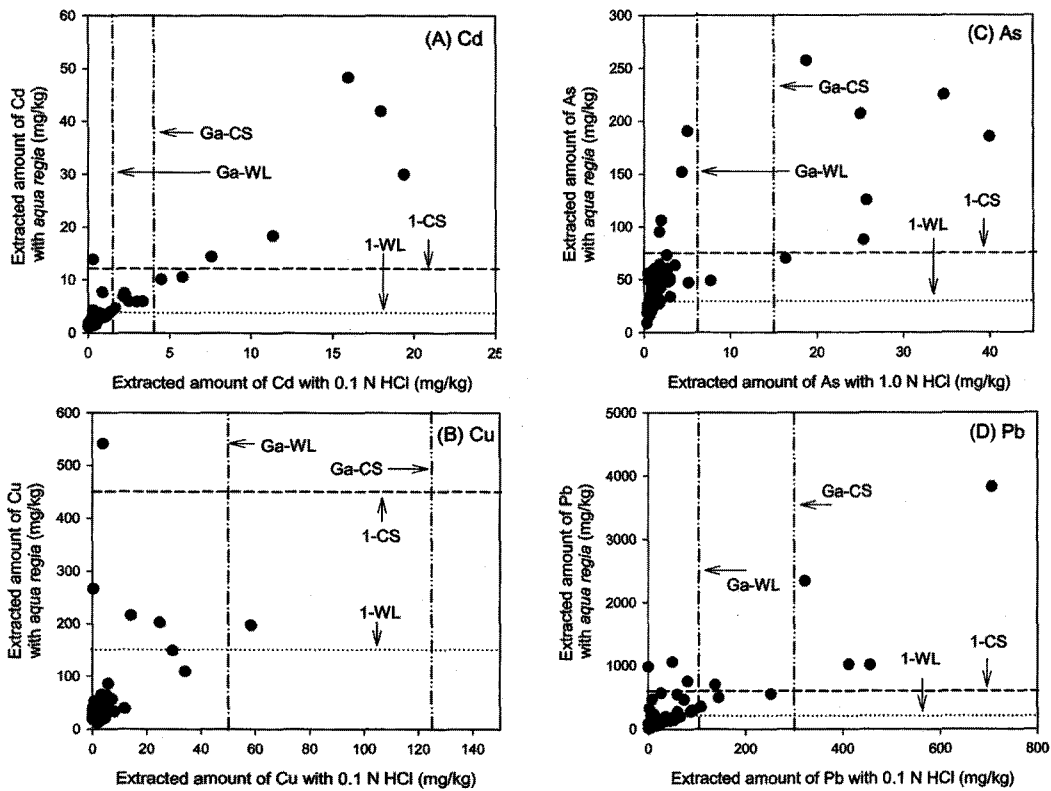 (A) Cd
60
50
40
30
20
10
0
0 5 10 15 20 25
Ga-CS
Ga-WL
1-CS
1-WL
Extracted amount of Cd
with aqua regia (mg/kg)
Extracted amount of Cd with 0.1 N HCl (mg/kg)
(C) As
300
250
200
150
100
50
0
0 10 20 30 40
Ga-CS
Ga-WL
1-CS
1-WL
Extracted amount of As
with aqua regia (mg/kg)
Extracted amount of As with 1.0 N HCl (mg/kg)
(B) Cu
600
500
400
300
200
100
0
0 20 40 60 80 100 120 140
Ga-WL
Ga-CS
1-CS
1-WL
Extracted amount of Cu
with aqua regia (mg/kg)
Extracted amount of Cu with 0.1 N HCl (mg/kg)
(D) Pb
5000
4000
3000
2000
1000
0
0 200 400 600 800
Ga-CS
Ga-WL
1-CS
1-WL
Extracted amount of Pb
with aqua regia (mg/kg)
Extracted amount of Pb with 0.1 N HCl (mg/kg)